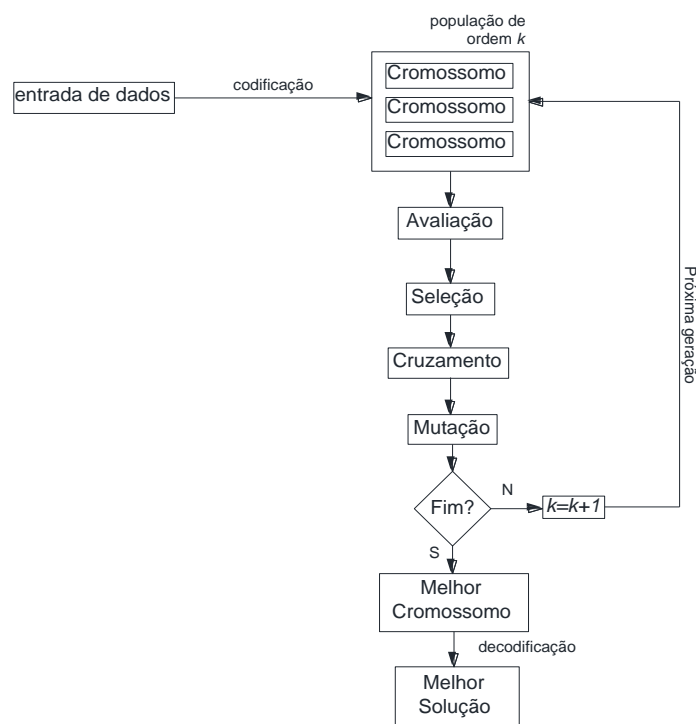 população de
ordem k
entrada de dados
codificação
Cromossomo
Cromossomo
Cromossomo
Avaliação
Seleção
Cruzamento
Mutação
Fim?
N
k=k+1
Próxima geração
S
Melhor
Cromossomo
decodificação
Melhor
Solução